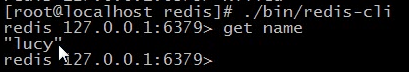 [root@localhost redis]# ./bin/redis-cli
redis 127.0.0.1:6379> get name
"lucy"
redis 127.0.0.1:6379>